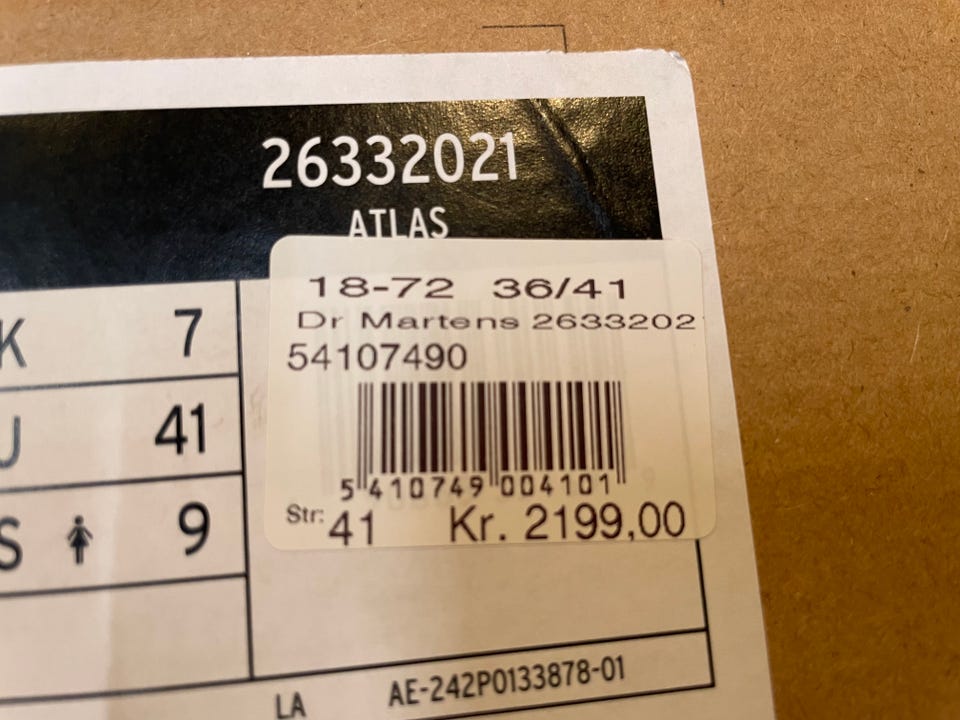 26332021
ATLAS
18-72 36/41
Dr Martens 2633202
54107490
5 410749 004101
Str: 41 Kr. 2199,00
K 7
U 41
S 9
LA AE-242P0133878-01